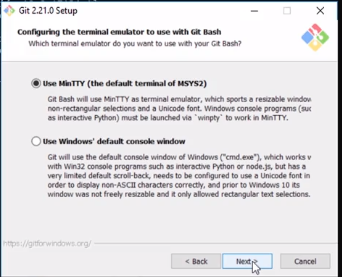 Git 2.21.0 Setup
Configuring the terminal emulator to use with Git Bash
Which terminal emulator do you want to use with your Git Bash?
Use MinTTY (the default terminal of MSYS2)
Git Bash will use MinTTY as terminal emulator, which sports a resizable window
non-rectangular selections and a Unicode font. Windows console programs (suc
as interactive Python) must be launched via `winpty` to work in MinTTY.
Use Windows' default console window
Git will use the default console window of Windows ("cmd.exe"), which works w
with Win32 console programs such as interactive Python or node.js, but has a
very limited default scroll-back, needs to be configured to use a Unicode font in
order to display non-ASCII characters correctly, and prior to Windows 10 its
window was not freely resizable and it only allowed rectangular text selections.
https://gitforwindows.org/
< Back
Next >
Cancel